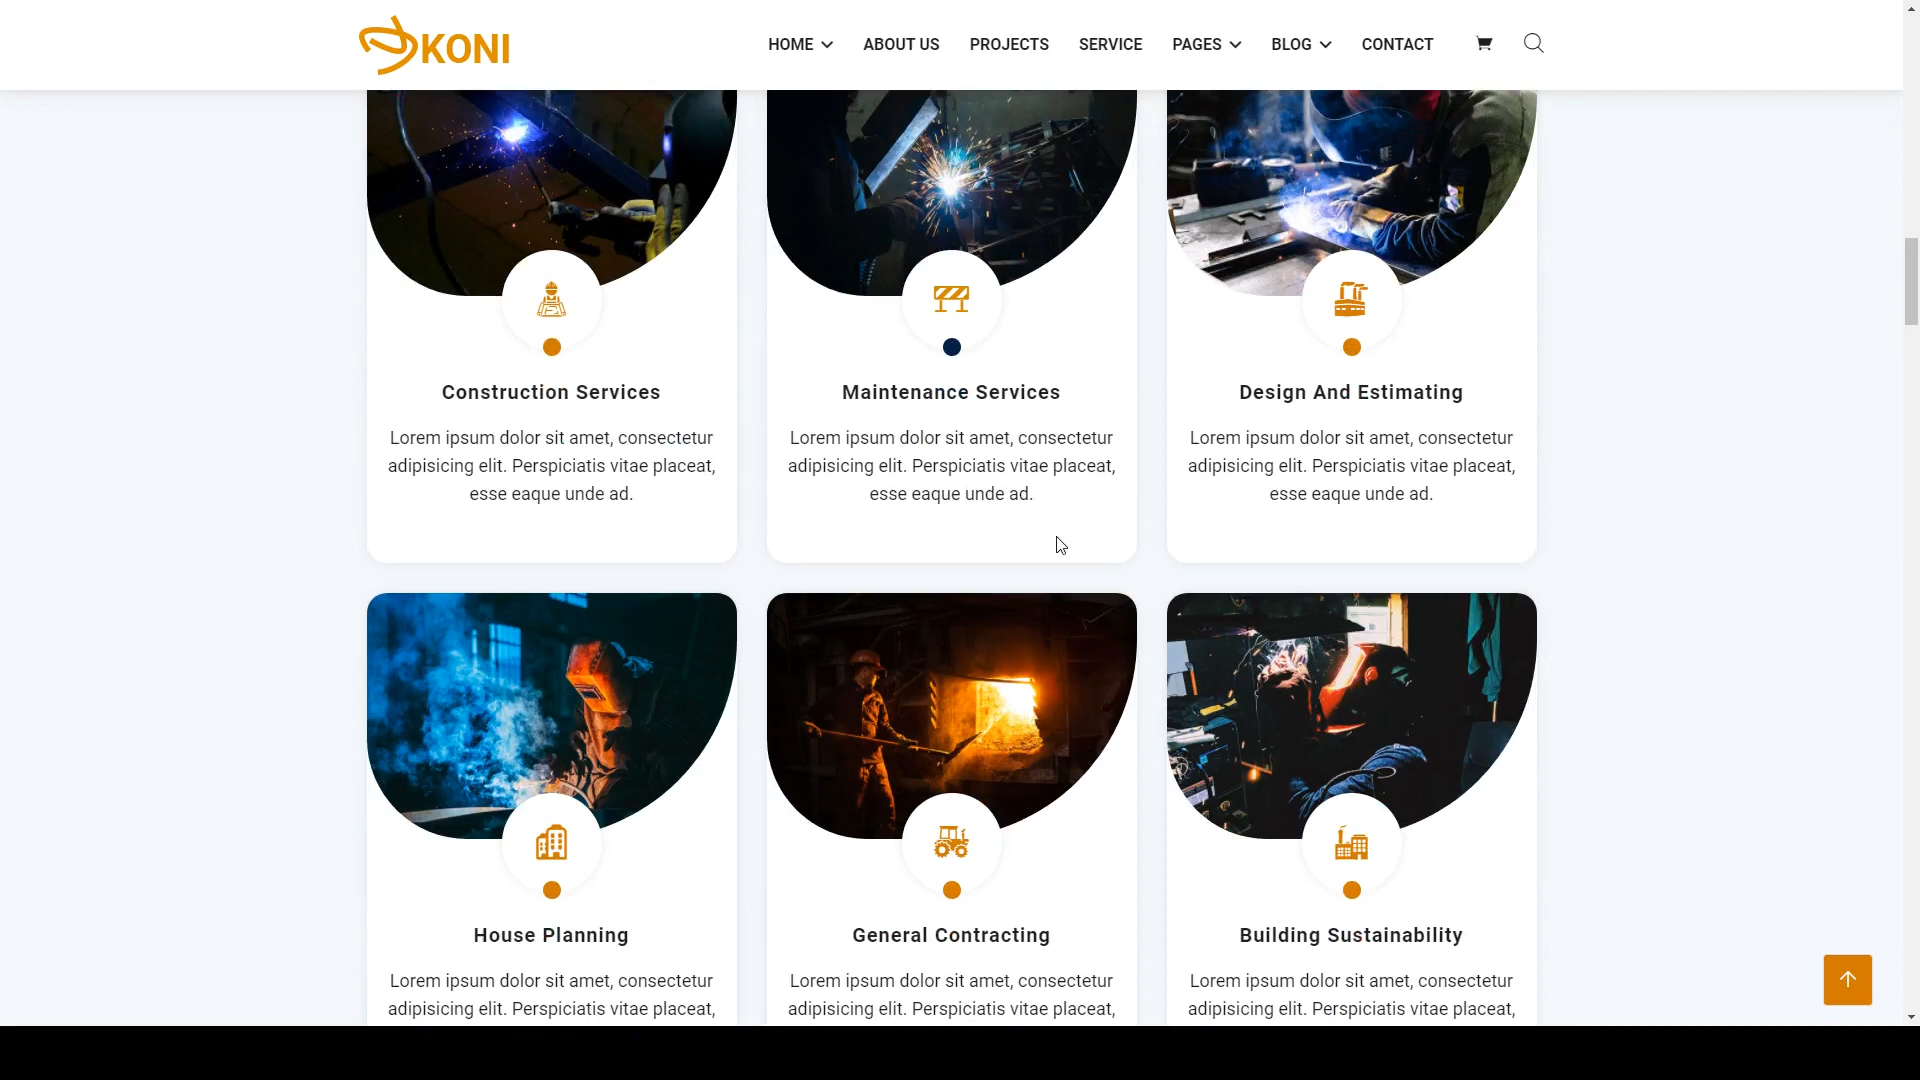 KONI
HOME ABOUT US PROJECTS SERVICE PAGES BLOG CONTACT
Construction Services
Lorem ipsum dolor sit amet, consectetur
adipisicing elit. Perspiciatis vitae placeat,
esse eaque unde ad.
Maintenance Services
Lorem ipsum dolor sit amet, consectetur
adipisicing elit. Perspiciatis vitae placeat,
esse eaque unde ad.
Design And Estimating
Lorem ipsum dolor sit amet, consectetur
adipisicing elit. Perspiciatis vitae placeat,
esse eaque unde ad.
House Planning
Lorem ipsum dolor sit amet, consectetur
adipisicing elit. Perspiciatis vitae placeat,
General Contracting
Lorem ipsum dolor sit amet, consectetur
adipisicing elit. Perspiciatis vitae placeat,
Building Sustainability
Lorem ipsum dolor sit amet, consectetur
adipisicing elit. Perspiciatis vitae placeat,